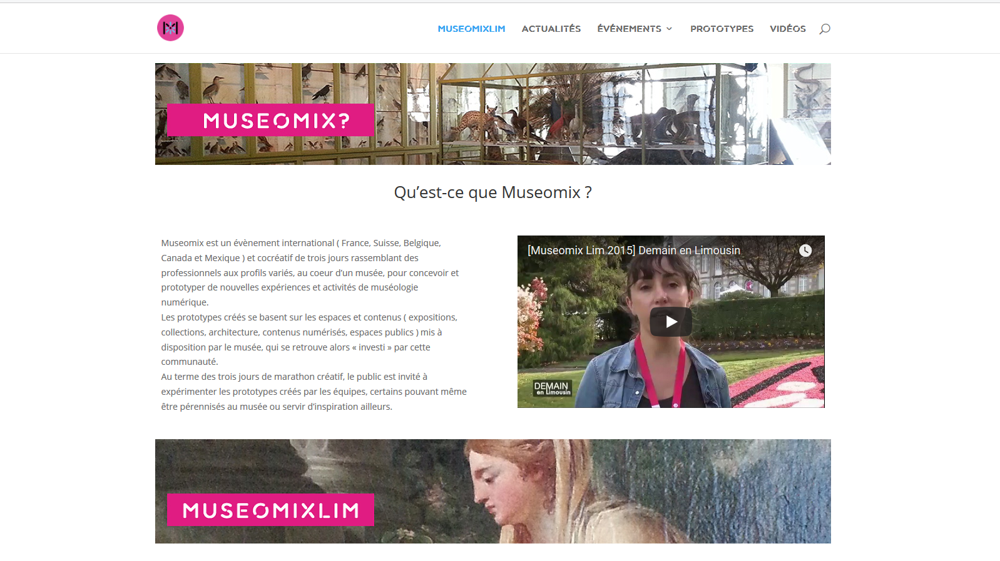 MUSEOMIXLIM ACTUALITÉS ÉVÉNEMENTS PROTOTYPES VIDÉOS
MUSEOMIX?
Qu’est-ce que Museomix ?
Museomix est un évènement international ( France, Suisse, Belgique,
Canada et Mexique ) et cocréatif de trois jours rassemblant des
professionnels aux profils variés, au coeur d’un musée, pour concevoir et
prototyper de nouvelles expériences et activités de muséologie
numérique.
Les prototypes créés se basent sur les espaces et contenus ( expositions,
collections, architecture, contenus numérisés, espaces publics ) mis à
disposition par le musée, qui se retrouve alors « investi » par cette
communauté.
Au terme des trois jours de marathon créatif, le public est invité à
expérimenter les prototypes créés par les équipes, certains pouvant même
être pérennisés au musée ou servir d’inspiration ailleurs.
[Museomix Lim 2015] Demain en Limousin
DEMAIN
en Limousin
MUSEOMIXLIM